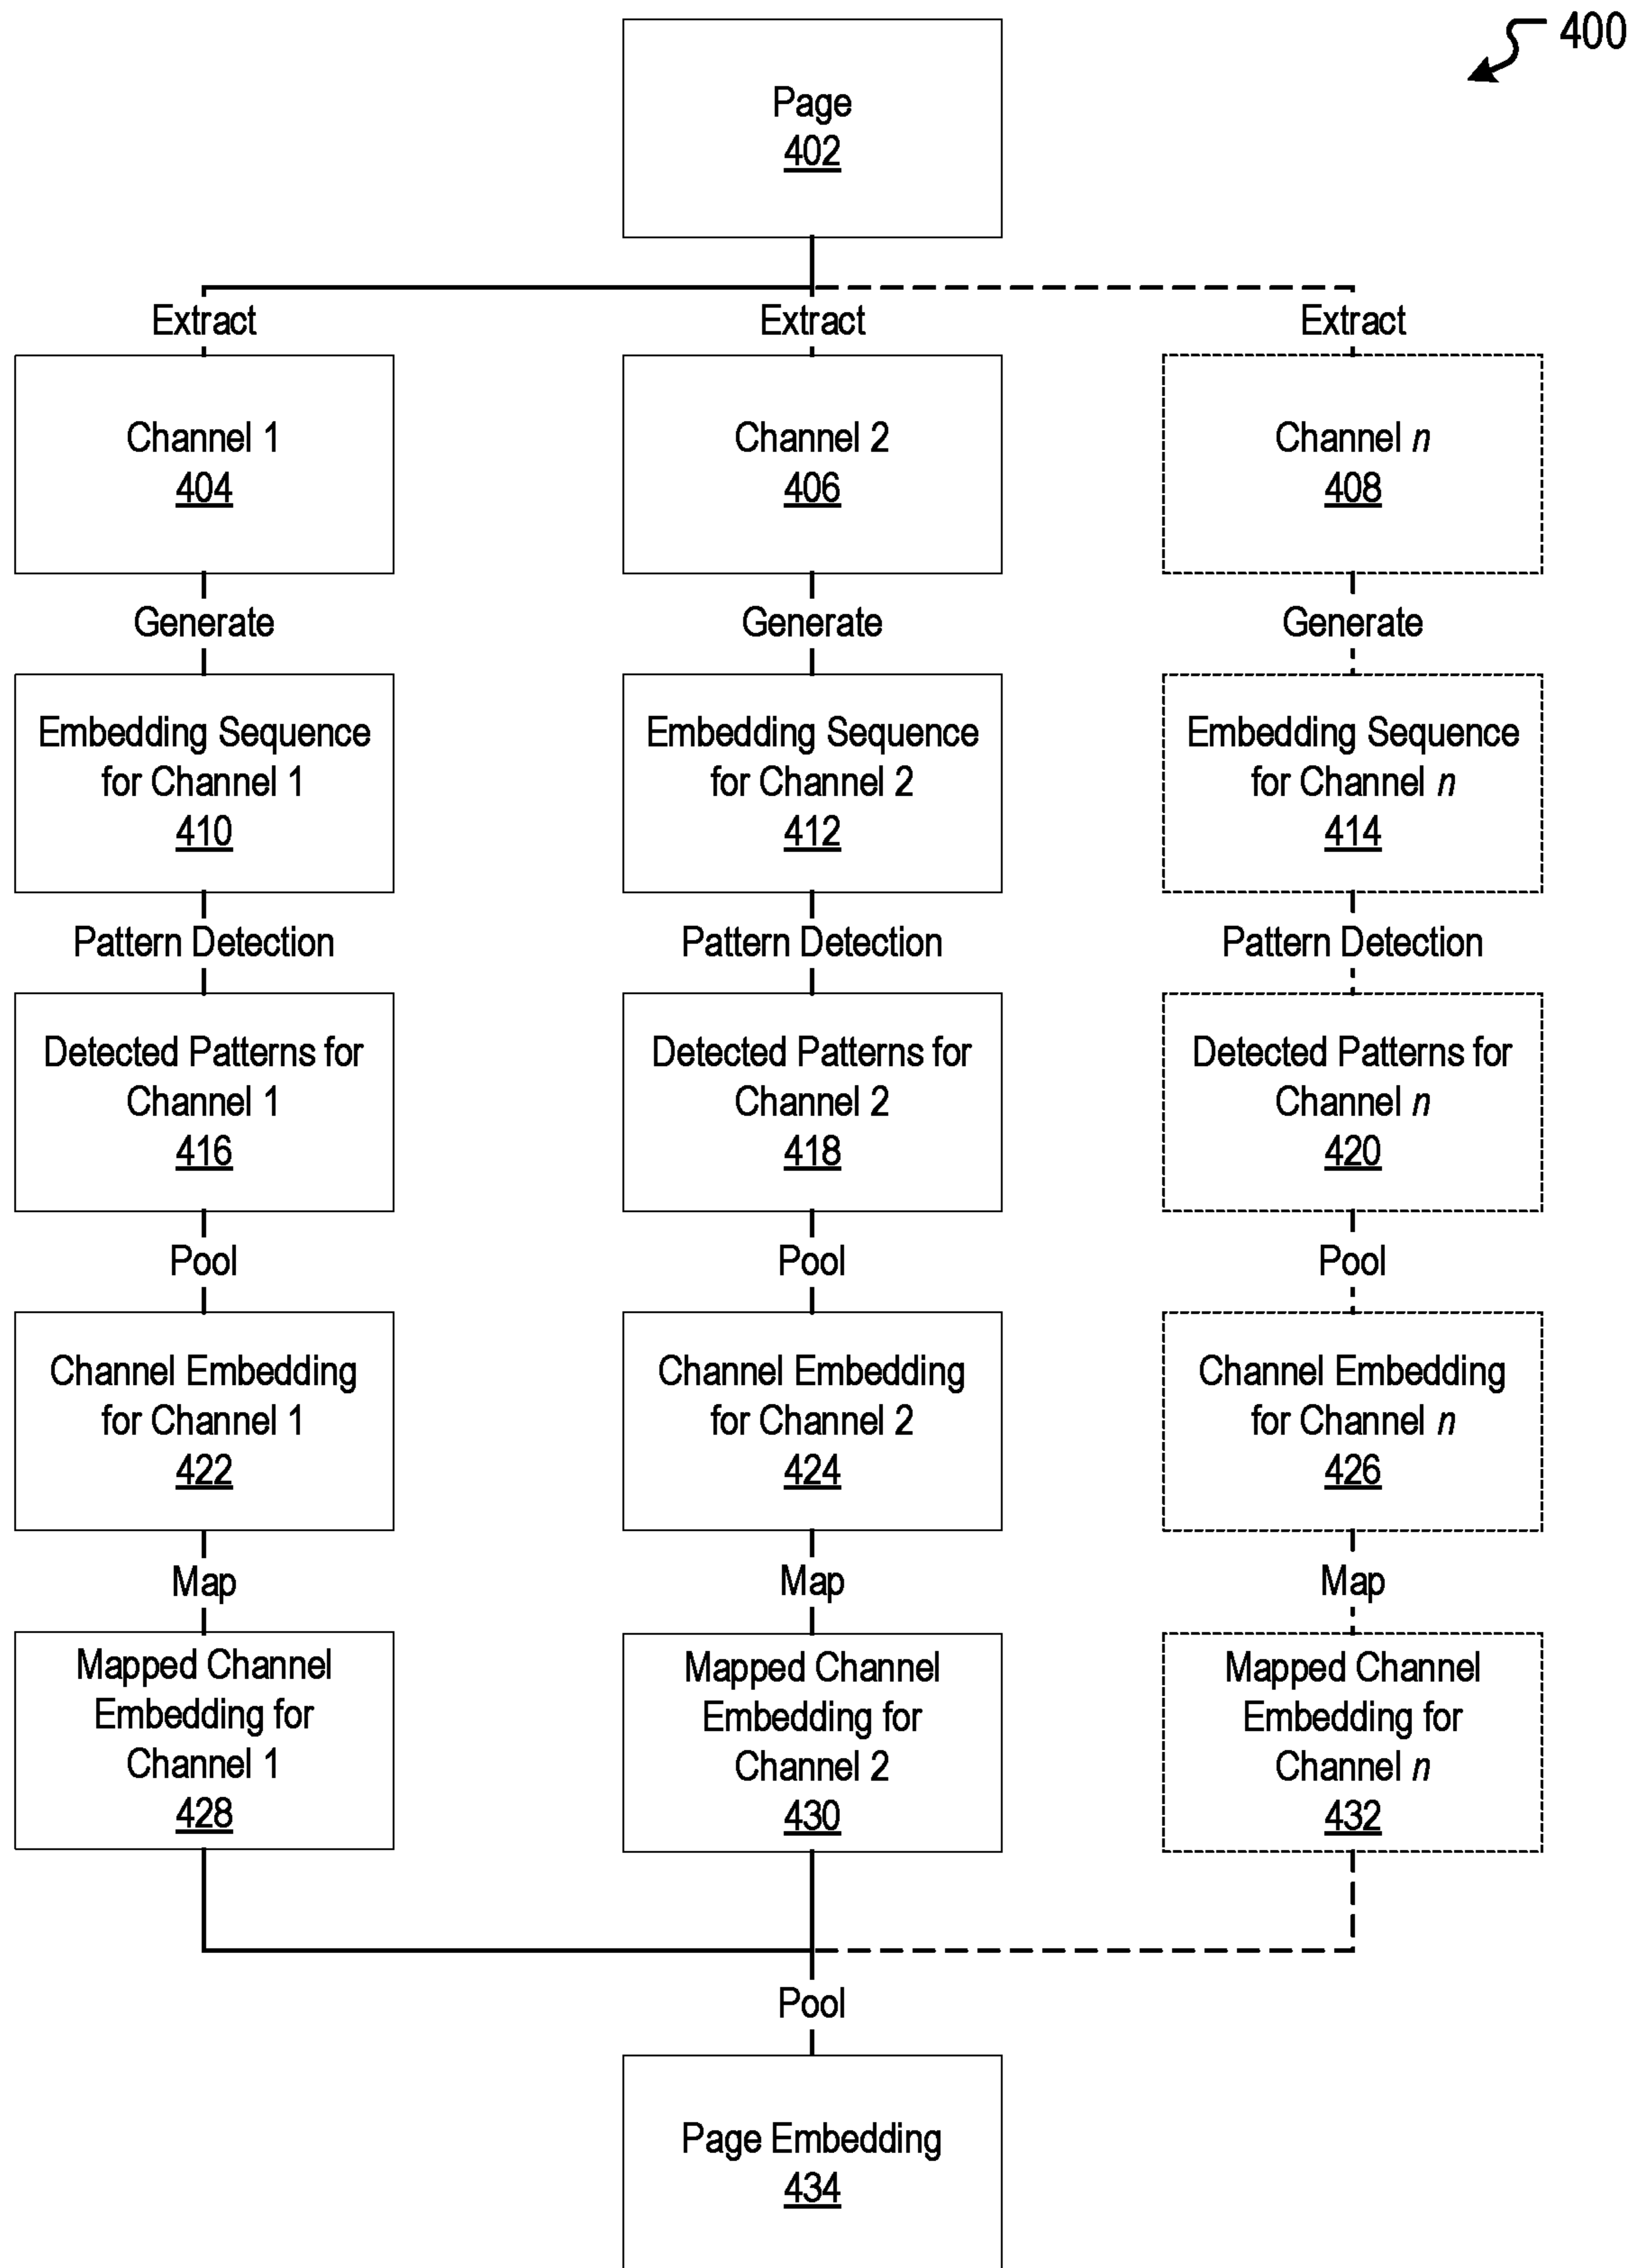 400
Page
402
Extract
Extract
Extract
Channel 1
404
Channel 2
406
Channel n
408
Generate
Generate
Generate
Embedding Sequence
for Channel 1
410
Embedding Sequence
for Channel 2
412
Embedding Sequence
for Channel n
414
Pattern Detection
Pattern Detection
Pattern Detection
Detected Patterns for
Channel 1
416
Detected Patterns for
Channel 2
418
Detected Patterns for
Channel n
420
Pool
Pool
Pool
Channel Embedding
for Channel 1
422
Channel Embedding
for Channel 2
424
Channel Embedding
for Channel n
426
Map
Map
Map
Mapped Channel
Embedding for
Channel 1
428
Mapped Channel
Embedding for
Channel 2
430
Mapped Channel
Embedding for
Channel n
432
Pool
Page Embedding
434